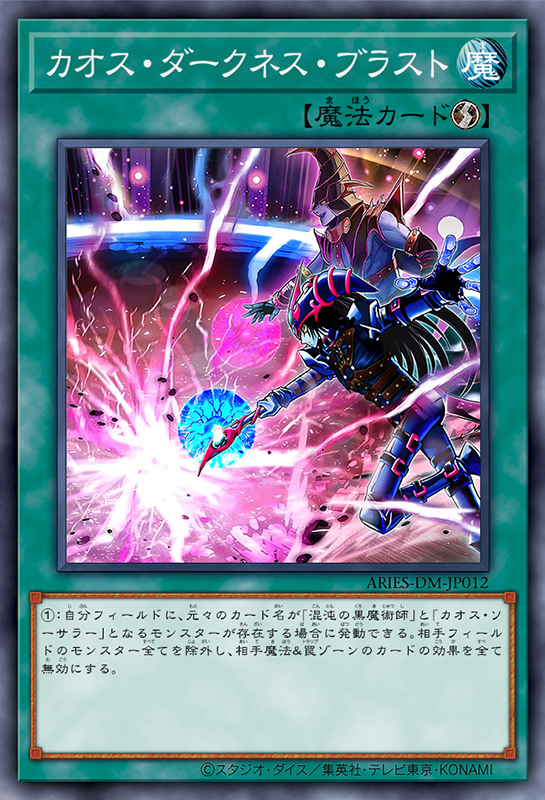 カオス・ダークネス・ブラスト 魔
【魔法カード】
ARIES-DM-JP012
①:自分フィールドに、元々のカード名が「混沌の黒魔術師」と「カオス・ソ
ーサラー」となるモンスターが存在する場合に発動できる。相手フィール
ドのモンスター全てを除外し、相手魔法&罠ゾーンのカードの効果を全て
無効にする。
©スタジオ・ダイス/集英社・テレビ東京・KONAMI